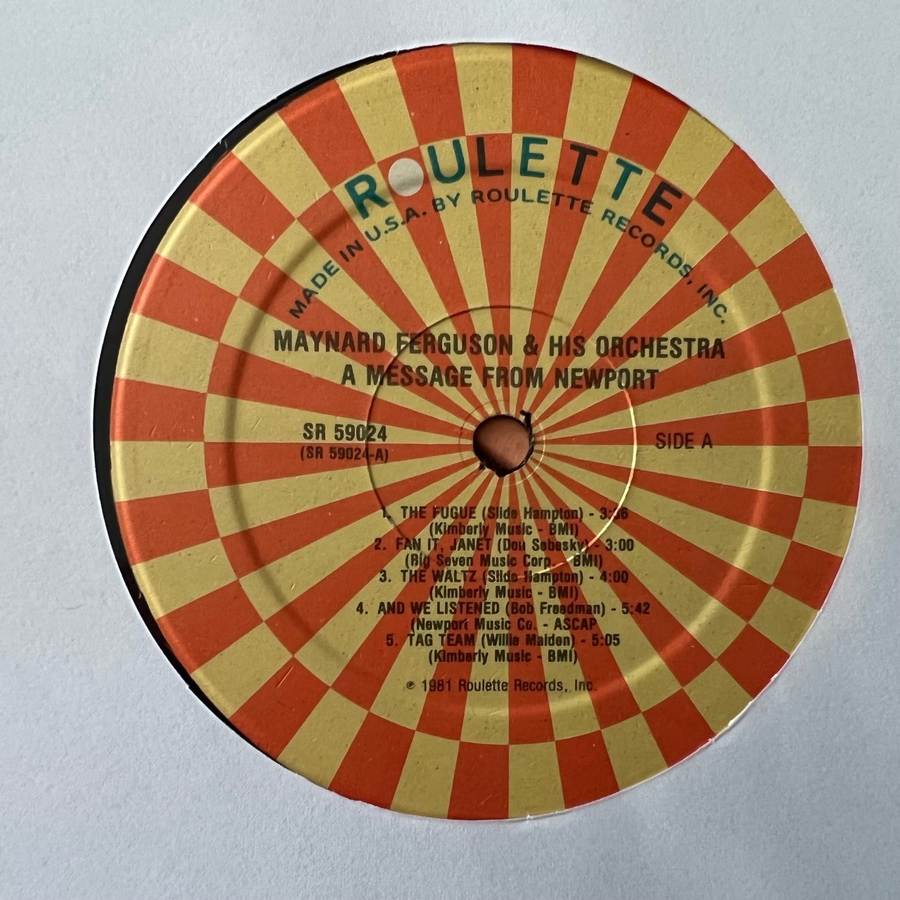 ROULETTE
MADE IN U.S.A. BY ROULETTE RECORDS, INC.
MAYNARD FERGUSON & HIS ORCHESTRA
A MESSAGE FROM NEWPORT
SR 59024
(SR 59024-A)
SIDE A
1. THE FUGUE (Slide Hampton) -
(Kimberly Music - BMI)
2. FAN IT, JANET (Don Sebesky) - 3:00
(Big Seven Music Corp. - BMI)
3. THE WALTZ (Slide Hampton) - 4:00
(Kimberly Music - BMI)
4. AND WE LISTENED (Bob Freedman) - 5:42
(Newport Music Co. - ASCAP
5. TAG TEAM (Willie Maiden) - 5:05
(Kimberly Music - BMI)
℗ 1981 Roulette Records, Inc.